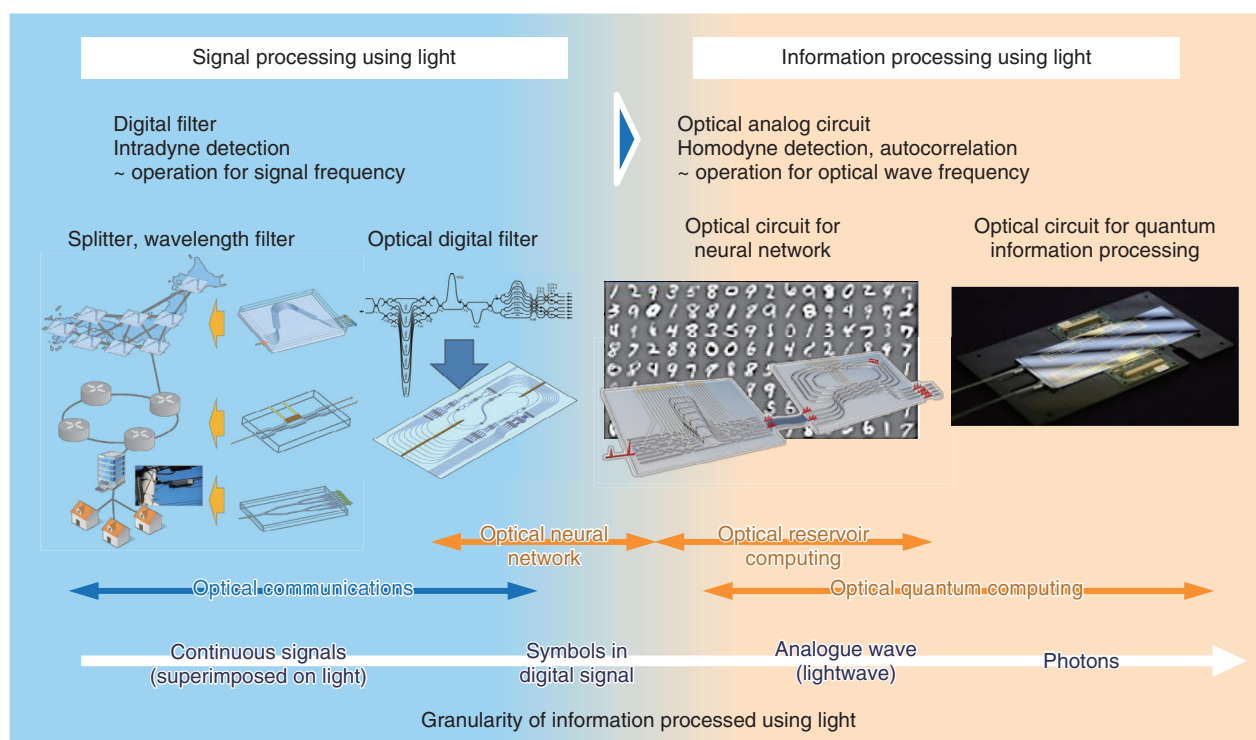 Signal processing using light
Information processing using light
Digital filter
Intradyne detection
~ operation for signal frequency
Optical analog circuit
Homodyne detection, autocorrelation
~ operation for optical wave frequency
Splitter, wavelength filter
Optical digital filter
Optical circuit for
neural network
Optical circuit for quantum
information processing
Optical neural
network
Optical reservoir
computing
Optical communications
Optical quantum computing
Continuous signals
(superimposed on light)
Symbols in
digital signal
Analogue wave
(lightwave)
Photons
Granularity of information processed using light